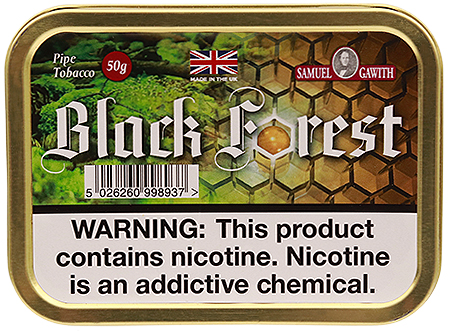 Pipe
Tobacco
50g
MADE IN THE UK
SAMUEL GAWITH
Black Forest
5 026260 998937 >
WARNING: This product
contains nicotine. Nicotine
is an addictive chemical.